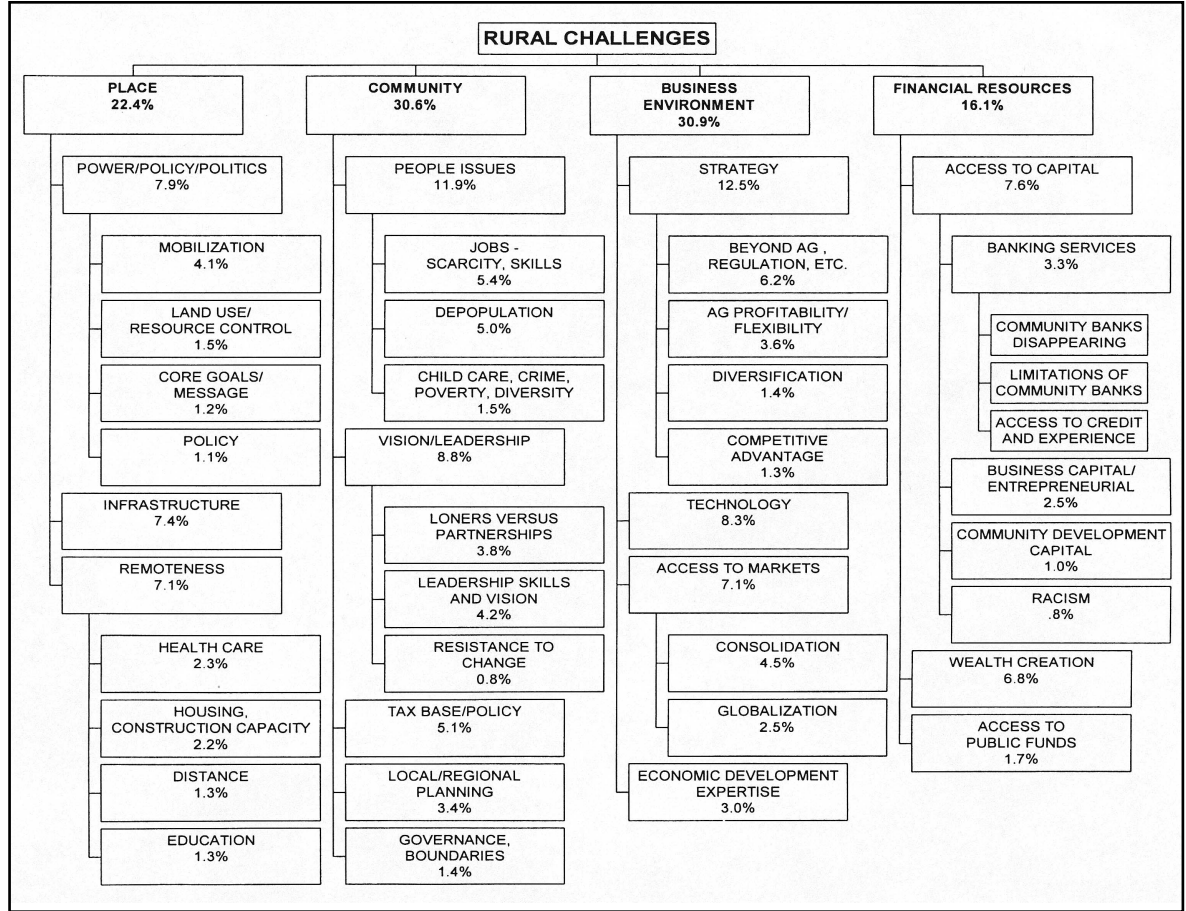 RURAL CHALLENGES
PLACE
22.4%
POWER/POLICY/POLITICS
7.9%
MOBILIZATION
4.1%
LAND USE/
RESOURCE CONTROL
1.5%
CORE GOALS/
MESSAGE
1.2%
POLICY
1.1%
INFRASTRUCTURE
7.4%
REMOTENESS
7.1%
HEALTH CARE
2.3%
HOUSING,
CONSTRUCTION CAPACITY
2.2%
DISTANCE
1.3%
EDUCATION
1.3%
COMMUNITY
30.6%
PEOPLE ISSUES
11.9%
JOBS -
SCARCITY, SKILLS
5.4%
DEPOPULATION
5.0%
CHILD CARE, CRIME,
POVERTY, DIVERSITY
1.5%
VISION/LEADERSHIP
8.8%
LONERS VERSUS
PARTNERSHIPS
3.8%
LEADERSHIP SKILLS
AND VISION
4.2%
RESISTANCE TO
CHANGE
0.8%
TAX BASE/POLICY
5.1%
LOCAL/REGIONAL
PLANNING
3.4%
GOVERNANCE,
BOUNDARIES
1.4%
BUSINESS
ENVIRONMENT
30.9%
STRATEGY
12.5%
BEYOND AG ,
REGULATION, ETC.
6.2%
AG PROFITABILITY/
FLEXIBILITY
3.6%
DIVERSIFICATION
1.4%
COMPETITIVE
ADVANTAGE
1.3%
TECHNOLOGY
8.3%
ACCESS TO MARKETS
7.1%
CONSOLIDATION
4.5%
GLOBALIZATION
2.5%
ECONOMIC DEVELOPMENT
EXPERTISE
3.0%
FINANCIAL RESOURCES
16.1%
ACCESS TO CAPITAL
7.6%
BANKING SERVICES
3.3%
COMMUNITY BANKS
DISAPPEARING
LIMITATIONS OF
COMMUNITY BANKS
ACCESS TO CREDIT
AND EXPERIENCE
BUSINESS CAPITAL/
ENTREPRENEURIAL
2.5%
COMMUNITY DEVELOPMENT
CAPITAL
1.0%
RACISM
.8%
WEALTH CREATION
6.8%
ACCESS TO
PUBLIC FUNDS
1.7%